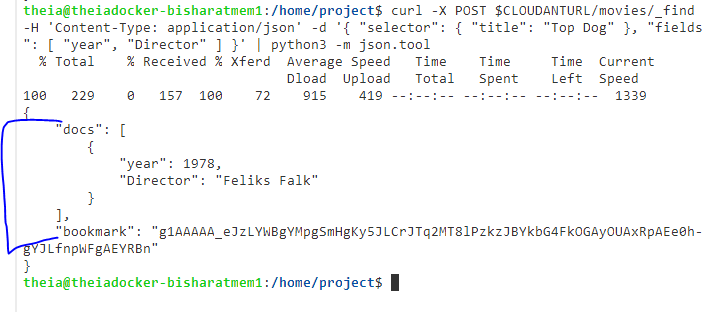 theia@theiadocker-bisharatmem1:/home/project$ curl -X POST $CLOUDANTURL/movies/_find
-H 'Content-Type: application/json' -d '{ "selector": { "title": "Top Dog" }, "fields
": [ "year", "Director" ] }' | python3 -m json.tool
% Total % Received % Xferd Average Speed Time Time Time Current
Dload Upload Total Spent Left Speed
100 229 0 157 100 72 915 419 --:--:-- --:--:-- --:--:-- 1339
{
"docs": [
{
"year": 1978,
"Director": "Feliks Falk"
}
],
"bookmark": "g1AAAAA_eJzLYWBgYMpgSmHgKy5JLCrJTq2MT8lPzkzJBYkbG4FkOGAyOUAxRpAEe0h-
gYJLfnpWFgAEYRBn"
}
theia@theiadocker-bisharatmem1:/home/project$